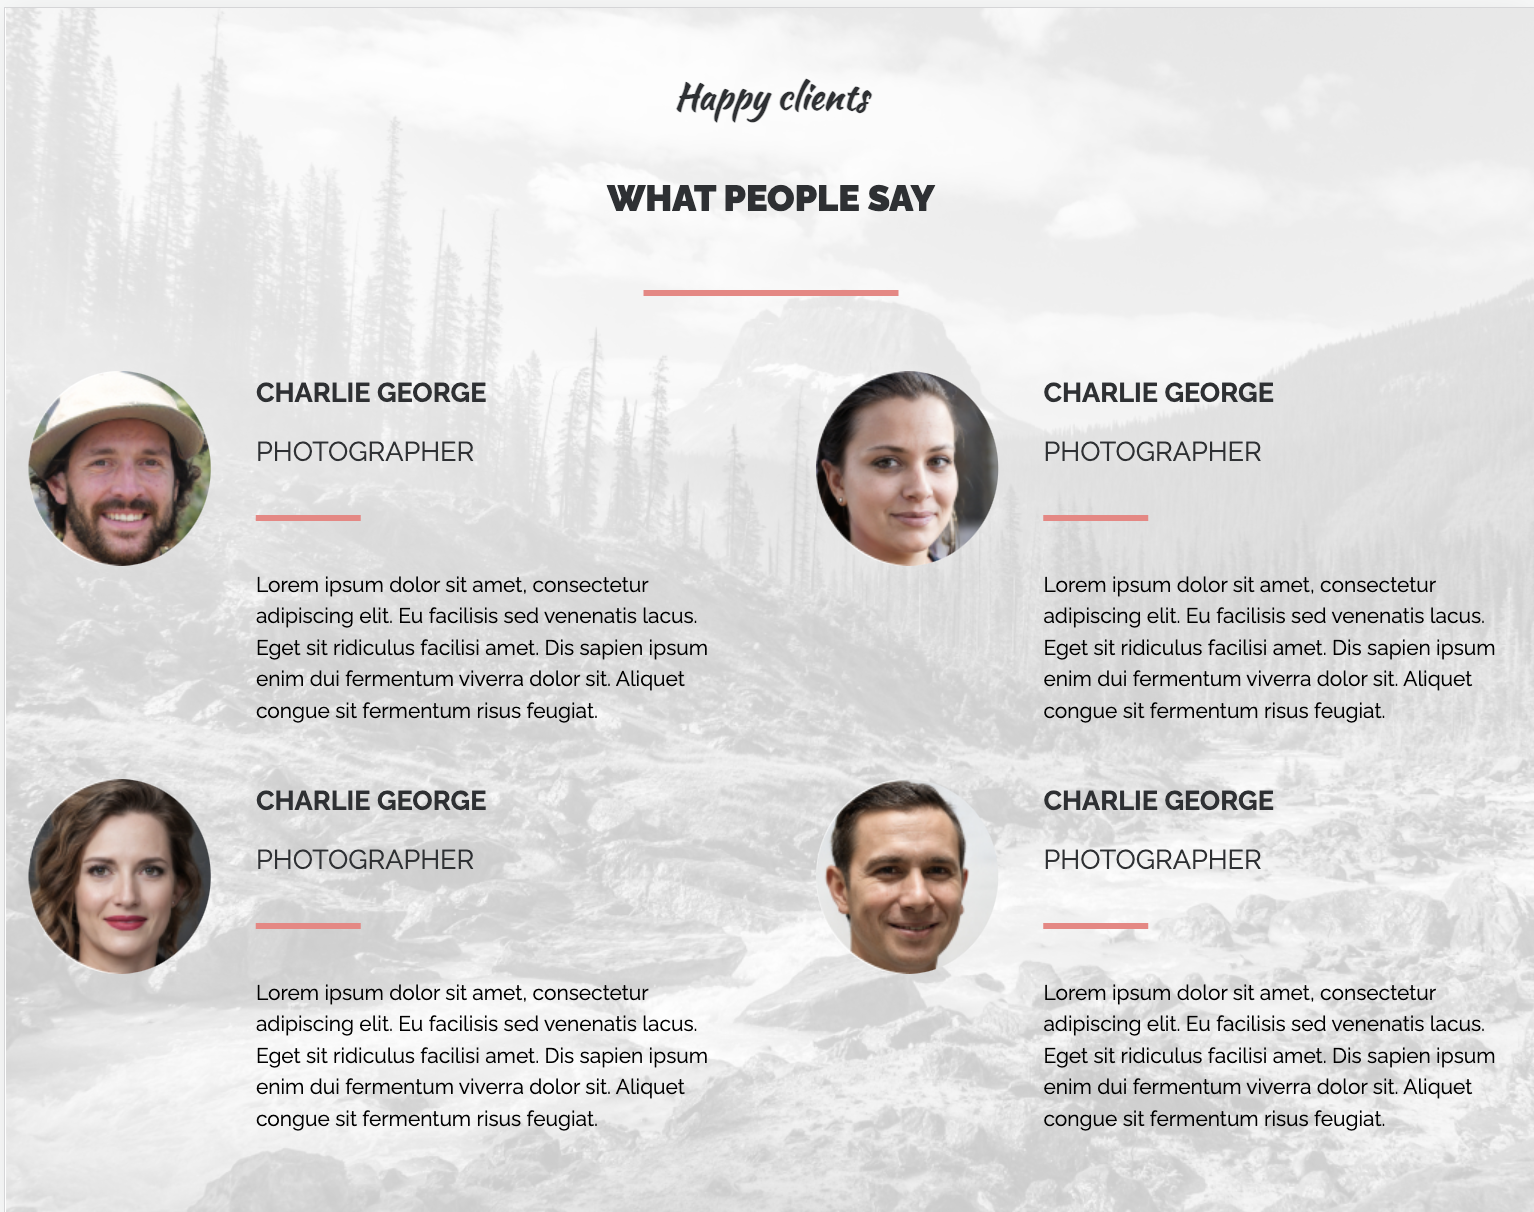 Happy clients
WHAT PEOPLE SAY
CHARLIE GEORGE
PHOTOGRAPHER
Lorem ipsum dolor sit amet, consectetur
adipiscing elit. Eu facilisis sed venenatis lacus.
Eget sit ridiculus facilisi amet. Dis sapien ipsum
enim dui fermentum viverra dolor sit. Aliquet
congue sit fermentum risus feugiat.
CHARLIE GEORGE
PHOTOGRAPHER
Lorem ipsum dolor sit amet, consectetur
adipiscing elit. Eu facilisis sed venenatis lacus.
Eget sit ridiculus facilisi amet. Dis sapien ipsum
enim dui fermentum viverra dolor sit. Aliquet
congue sit fermentum risus feugiat.
CHARLIE GEORGE
PHOTOGRAPHER
Lorem ipsum dolor sit amet, consectetur
adipiscing elit. Eu facilisis sed venenatis lacus.
Eget sit ridiculus facilisi amet. Dis sapien ipsum
enim dui fermentum viverra dolor sit. Aliquet
congue sit fermentum risus feugiat.
CHARLIE GEORGE
PHOTOGRAPHER
Lorem ipsum dolor sit amet, consectetur
adipiscing elit. Eu facilisis sed venenatis lacus.
Eget sit ridiculus facilisi amet. Dis sapien ipsum
enim dui fermentum viverra dolor sit. Aliquet
congue sit fermentum risus feugiat.